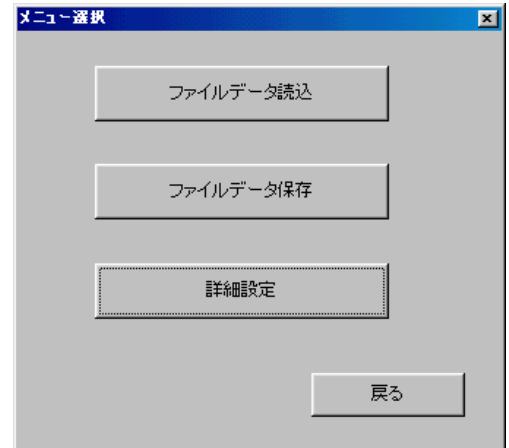 メニュー選択
ファイルデータ読込
ファイルデータ保存
詳細設定
戻る